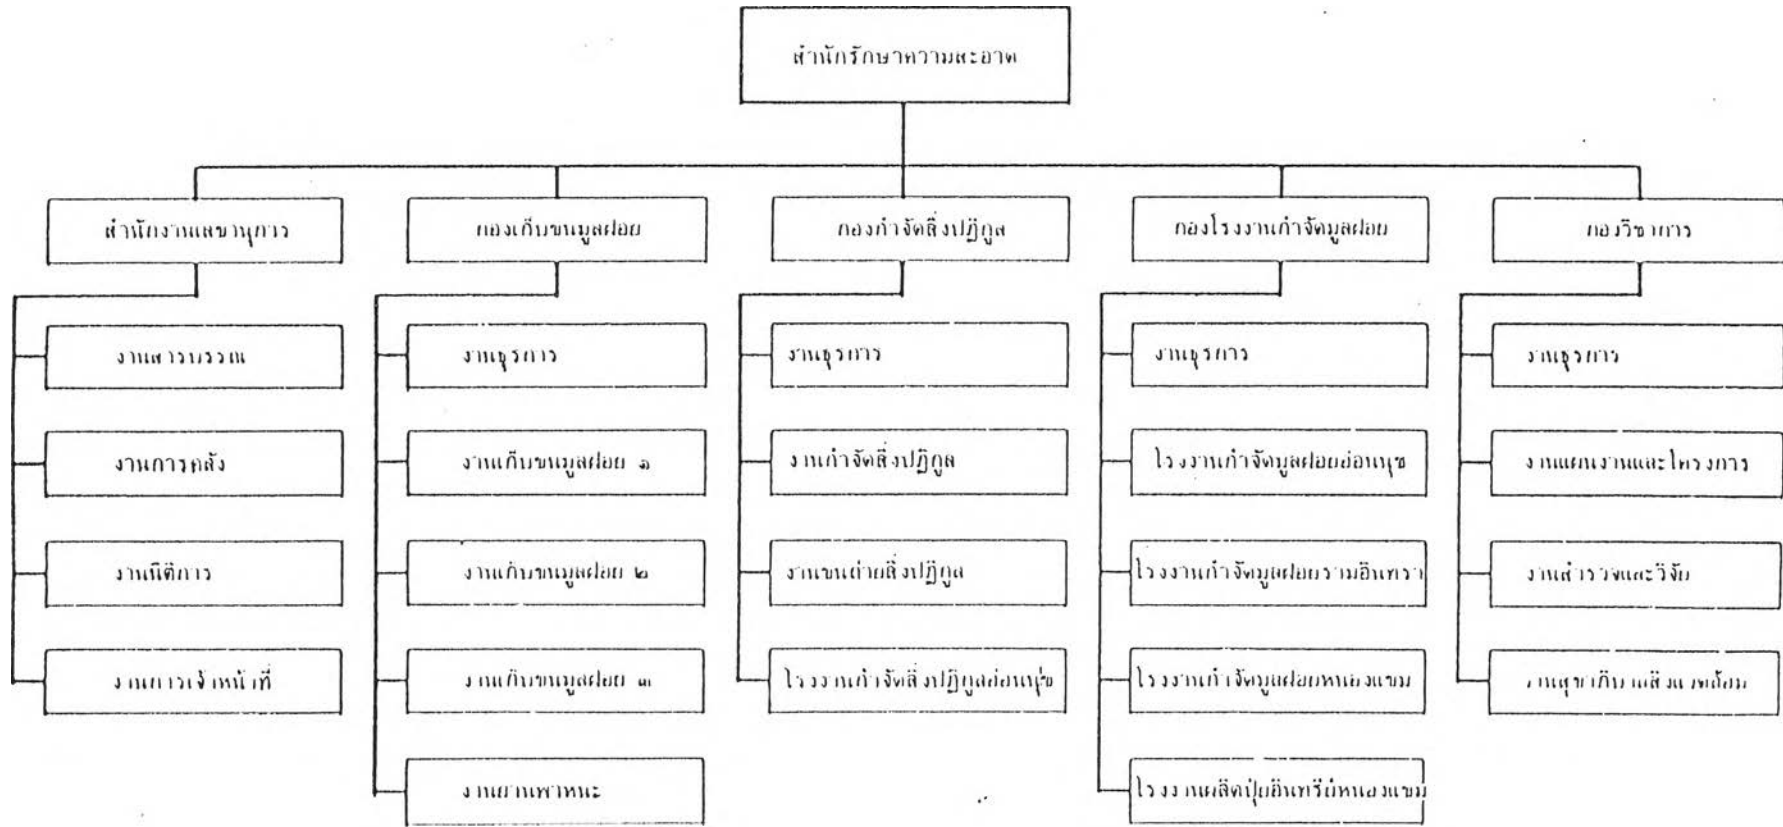 สำนักรักษาความสะอาด
สำนักงานเลขานุการ
งานสารบรรณ
งานการคลัง
งานนิติการ
งานการเจ้าหน้าที่
กองเก็บขนมูลฝอย
งานธุรการ
งานเก็บขนมูลฝอย ๑
งานเก็บขนมูลฝอย ๒
งานเก็บขนมูลฝอย ๓
งานยานพาหนะ
กองกำจัดสิ่งปฏิกูล
งานธุรการ
งานกำจัดสิ่งปฏิกูล
งานขนถ่ายสิ่งปฏิกูล
โรงงานกำจัดสิ่งปฏิกูลอ่อนนุช
กองโรงงานกำจัดมูลฝอย
งานธุรการ
โรงงานกำจัดมูลฝอยอ่อนนุช
โรงงานกำจัดมูลฝอยรามอินทรา
โรงงานกำจัดมูลฝอยหนองแขม
โรงงานผลิตปุ๋ยอินทรีย์หนองแขม
กองวิชาการ
งานธุรการ
งานแผนงานและโครงการ
งานสำรวจและวิจัย
งานสุขาภิบาลสิ่งแวดล้อม